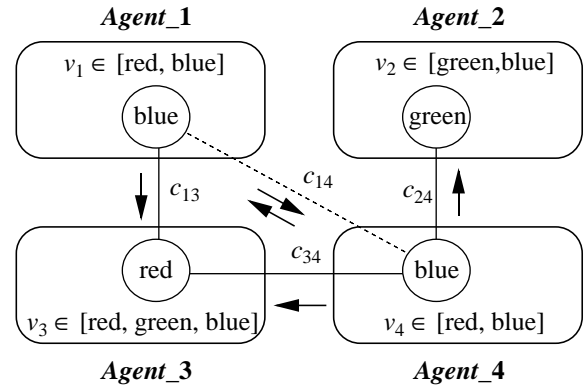 Agent_1
Agent_2
v1 ∈ [red, blue]
v2 ∈ [green,blue]
blue
green
c13
c14
c24
red
c34
blue
v3 ∈ [red, green, blue]
v4 ∈ [red, blue]
Agent_3
Agent_4